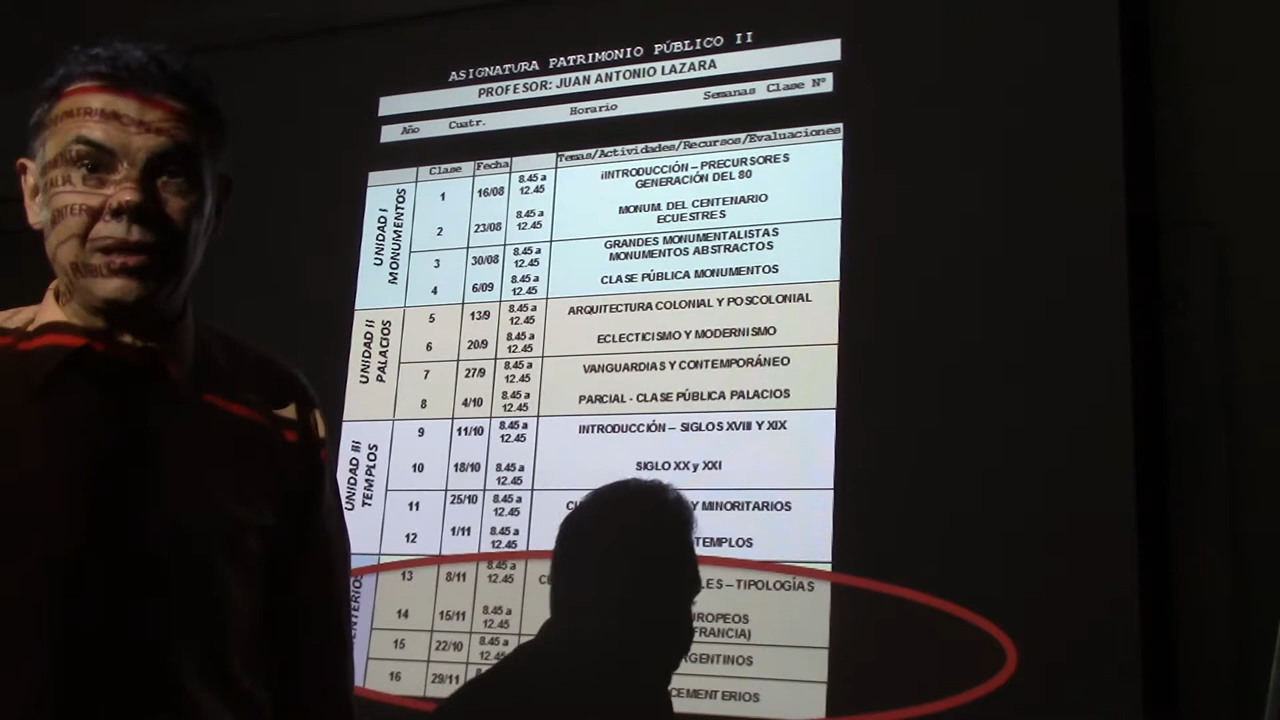 ASIGNATURA PATRIMONIO PÚBLICO II
PROFESOR: JUAN ANTONIO LAZARA
Año Cuatr. Horario Semanas Clase Nº
Clase Fecha Temas/Actividades/Recursos/Evaluaciones
UNIDAD I
MONUMENTOS
1 16/08 8.45 a 12.45 iINTRODUCCIÓN – PRECURSORES
GENERACIÓN DEL 80
2 23/08 8.45 a 12.45 MONUM. DEL CENTENARIO
ECUESTRES
3 30/08 8.45 a 12.45 GRANDES MONUMENTALISTAS
MONUMENTOS ABSTRACTOS
4 6/09 8.45 a 12.45 CLASE PÚBLICA MONUMENTOS
UNIDAD II
PALACIOS
5 13/9 8.45 a 12.45 ARQUITECTURA COLONIAL Y POSCOLONIAL
6 20/9 8.45 a 12.45 ECLECTICISMO Y MODERNISMO
7 27/9 8.45 a 12.45 VANGUARDIAS Y CONTEMPORÁNEO
8 4/10 8.45 a 12.45 PARCIAL - CLASE PÚBLICA PALACIOS
UNIDAD III
TEMPLOS
9 11/10 8.45 a 12.45 INTRODUCCIÓN – SIGLOS XVIII Y XIX
10 18/10 8.45 a 12.45 SIGLO XX y XXI
11 25/10 8.45 a 12.45 Y MINORITARIOS
12 1/11 8.45 a 12.45 TEMPLOS
13 8/11 8.45 a 12.45 – TIPOLOGÍAS
14 15/11 8.45 a 12.45
15 22/10 8.45 a 12.45
16 29/11 CEMENTERIOS